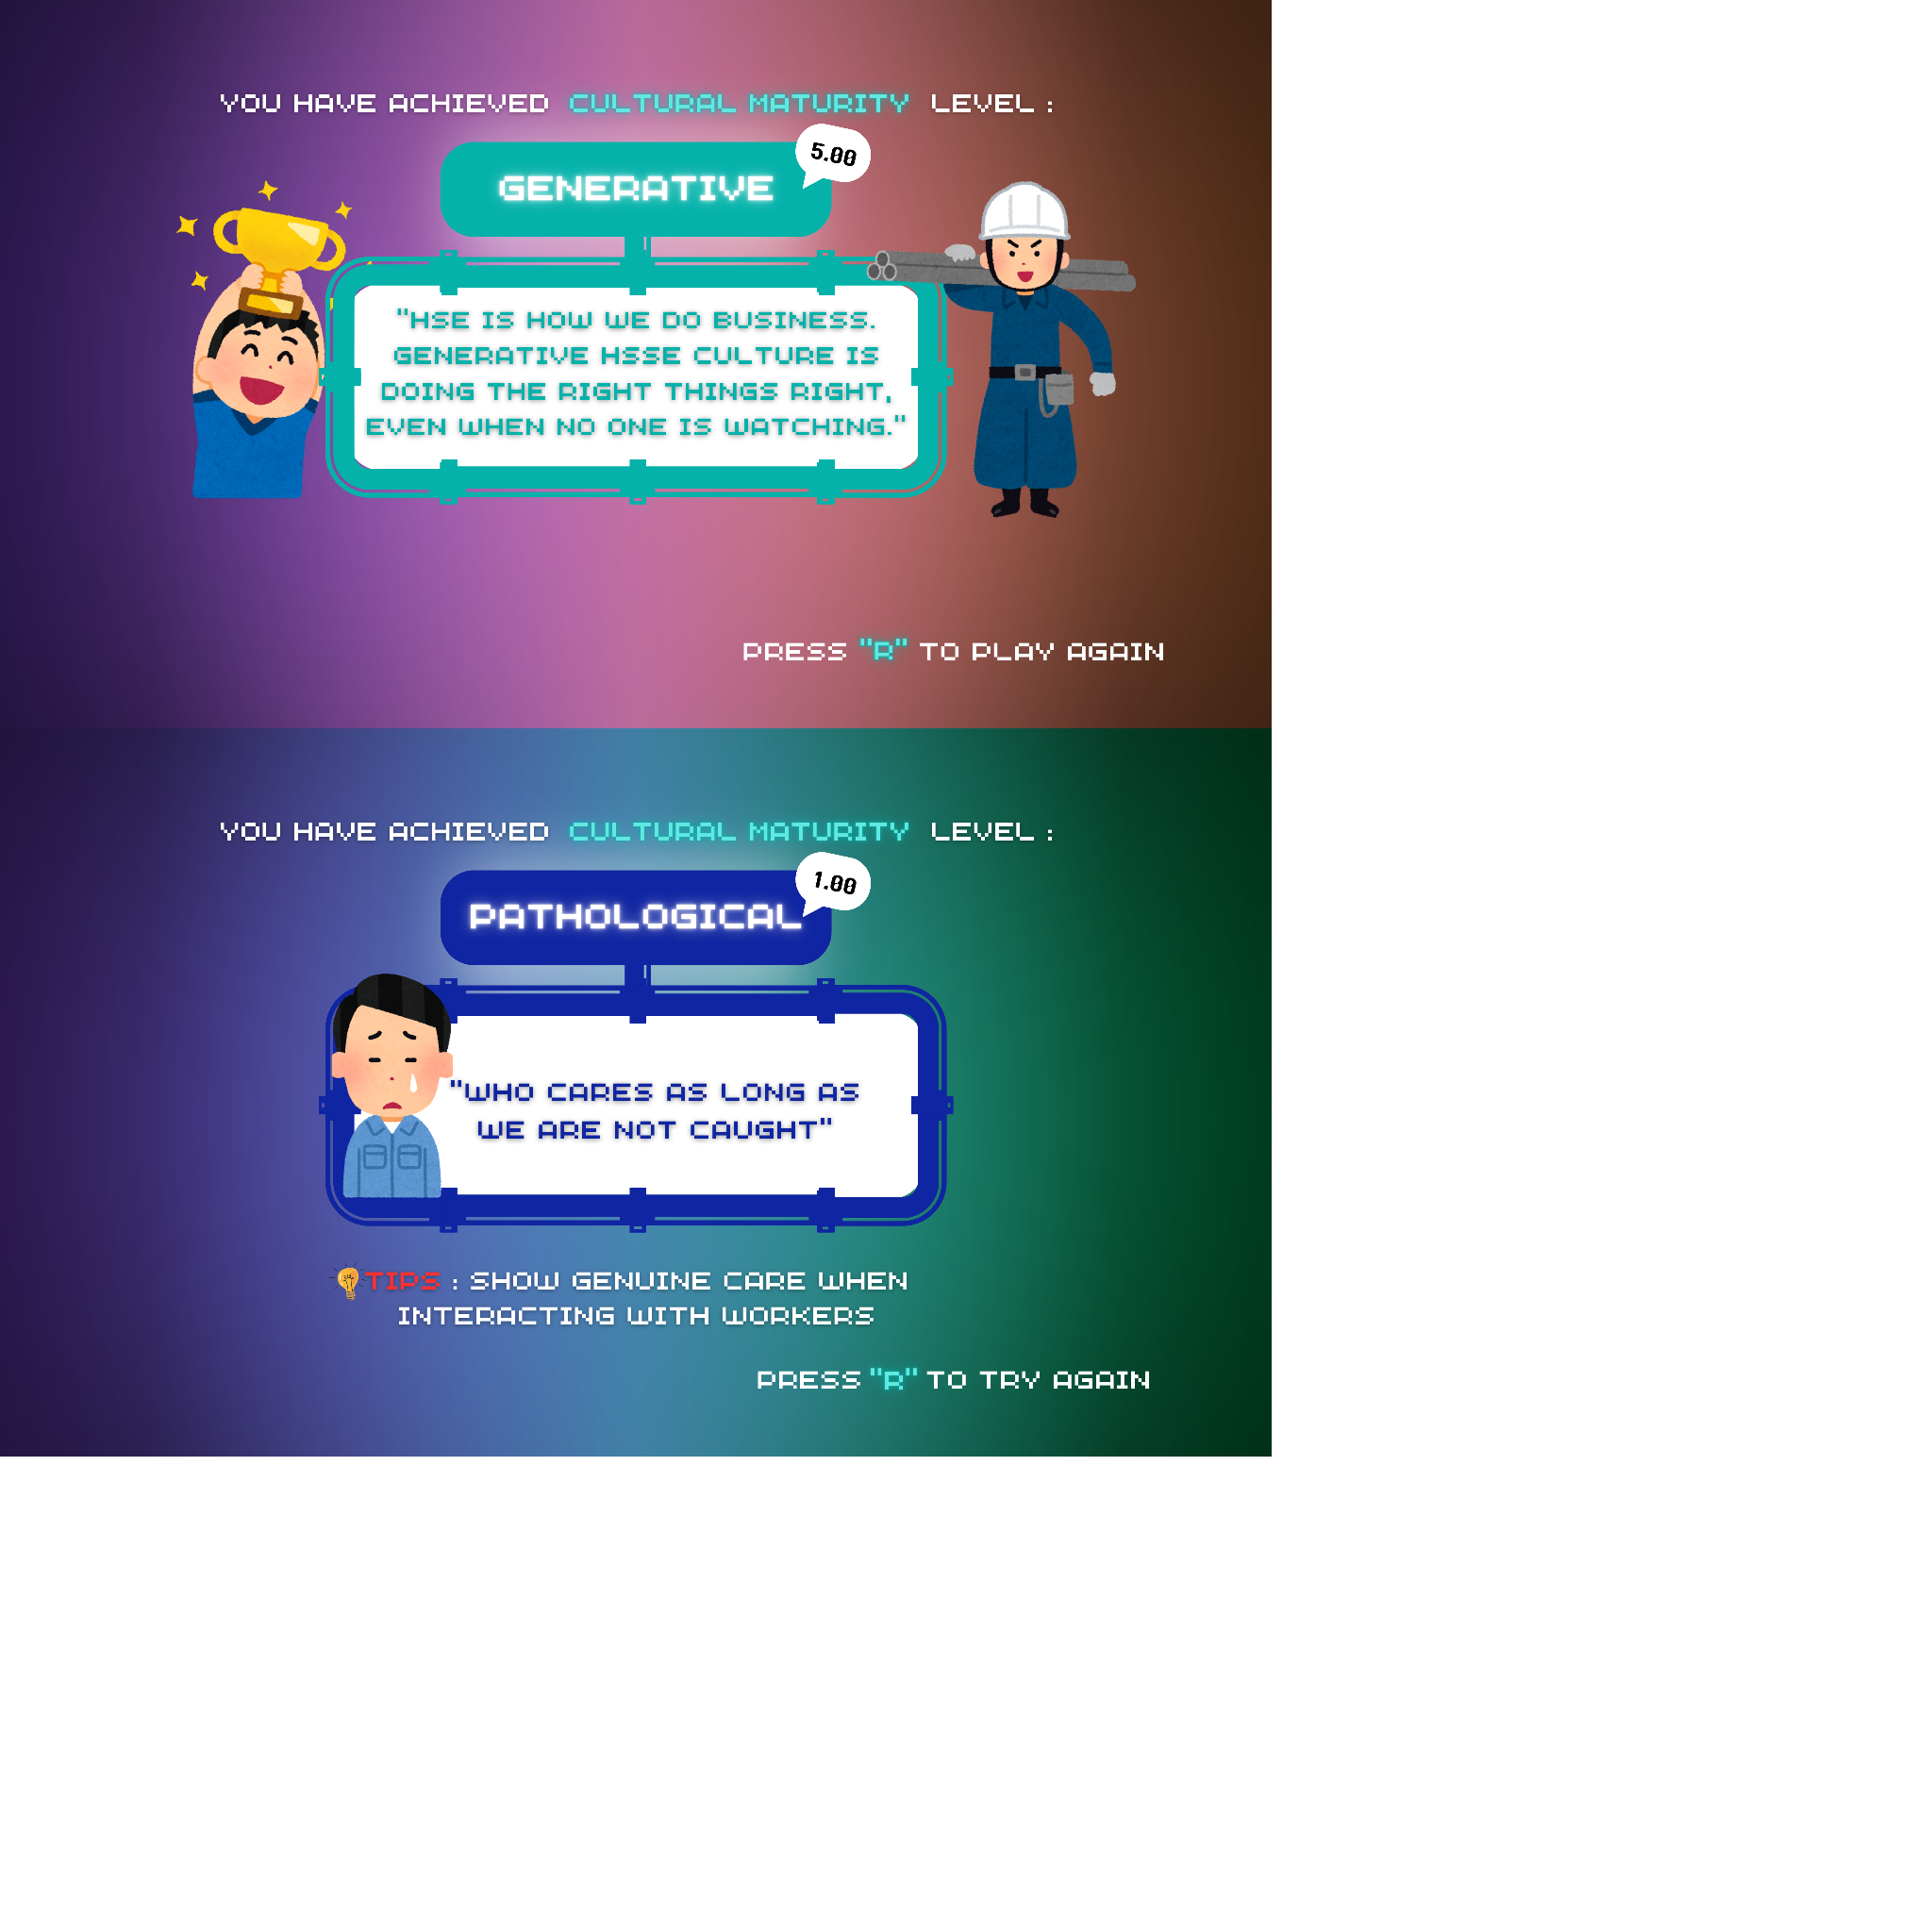 YOU HAVE ACHIEVED CULTURAL MATURITY LEVEL :
5.00
GENERATIVE
"HSE IS HOW WE DO BUSINESS.
GENERATIVE HSSE CULTURE IS
DOING THE RIGHT THINGS RIGHT,
EVEN WHEN NO ONE IS WATCHING."
PRESS "R" TO PLAY AGAIN
YOU HAVE ACHIEVED CULTURAL MATURITY LEVEL :
1.00
PATHOLOGICAL
"WHO CARES AS LONG AS
WE ARE NOT CAUGHT"
TIPS : SHOW GENUINE CARE WHEN
INTERACTING WITH WORKERS
PRESS "R" TO TRY AGAIN